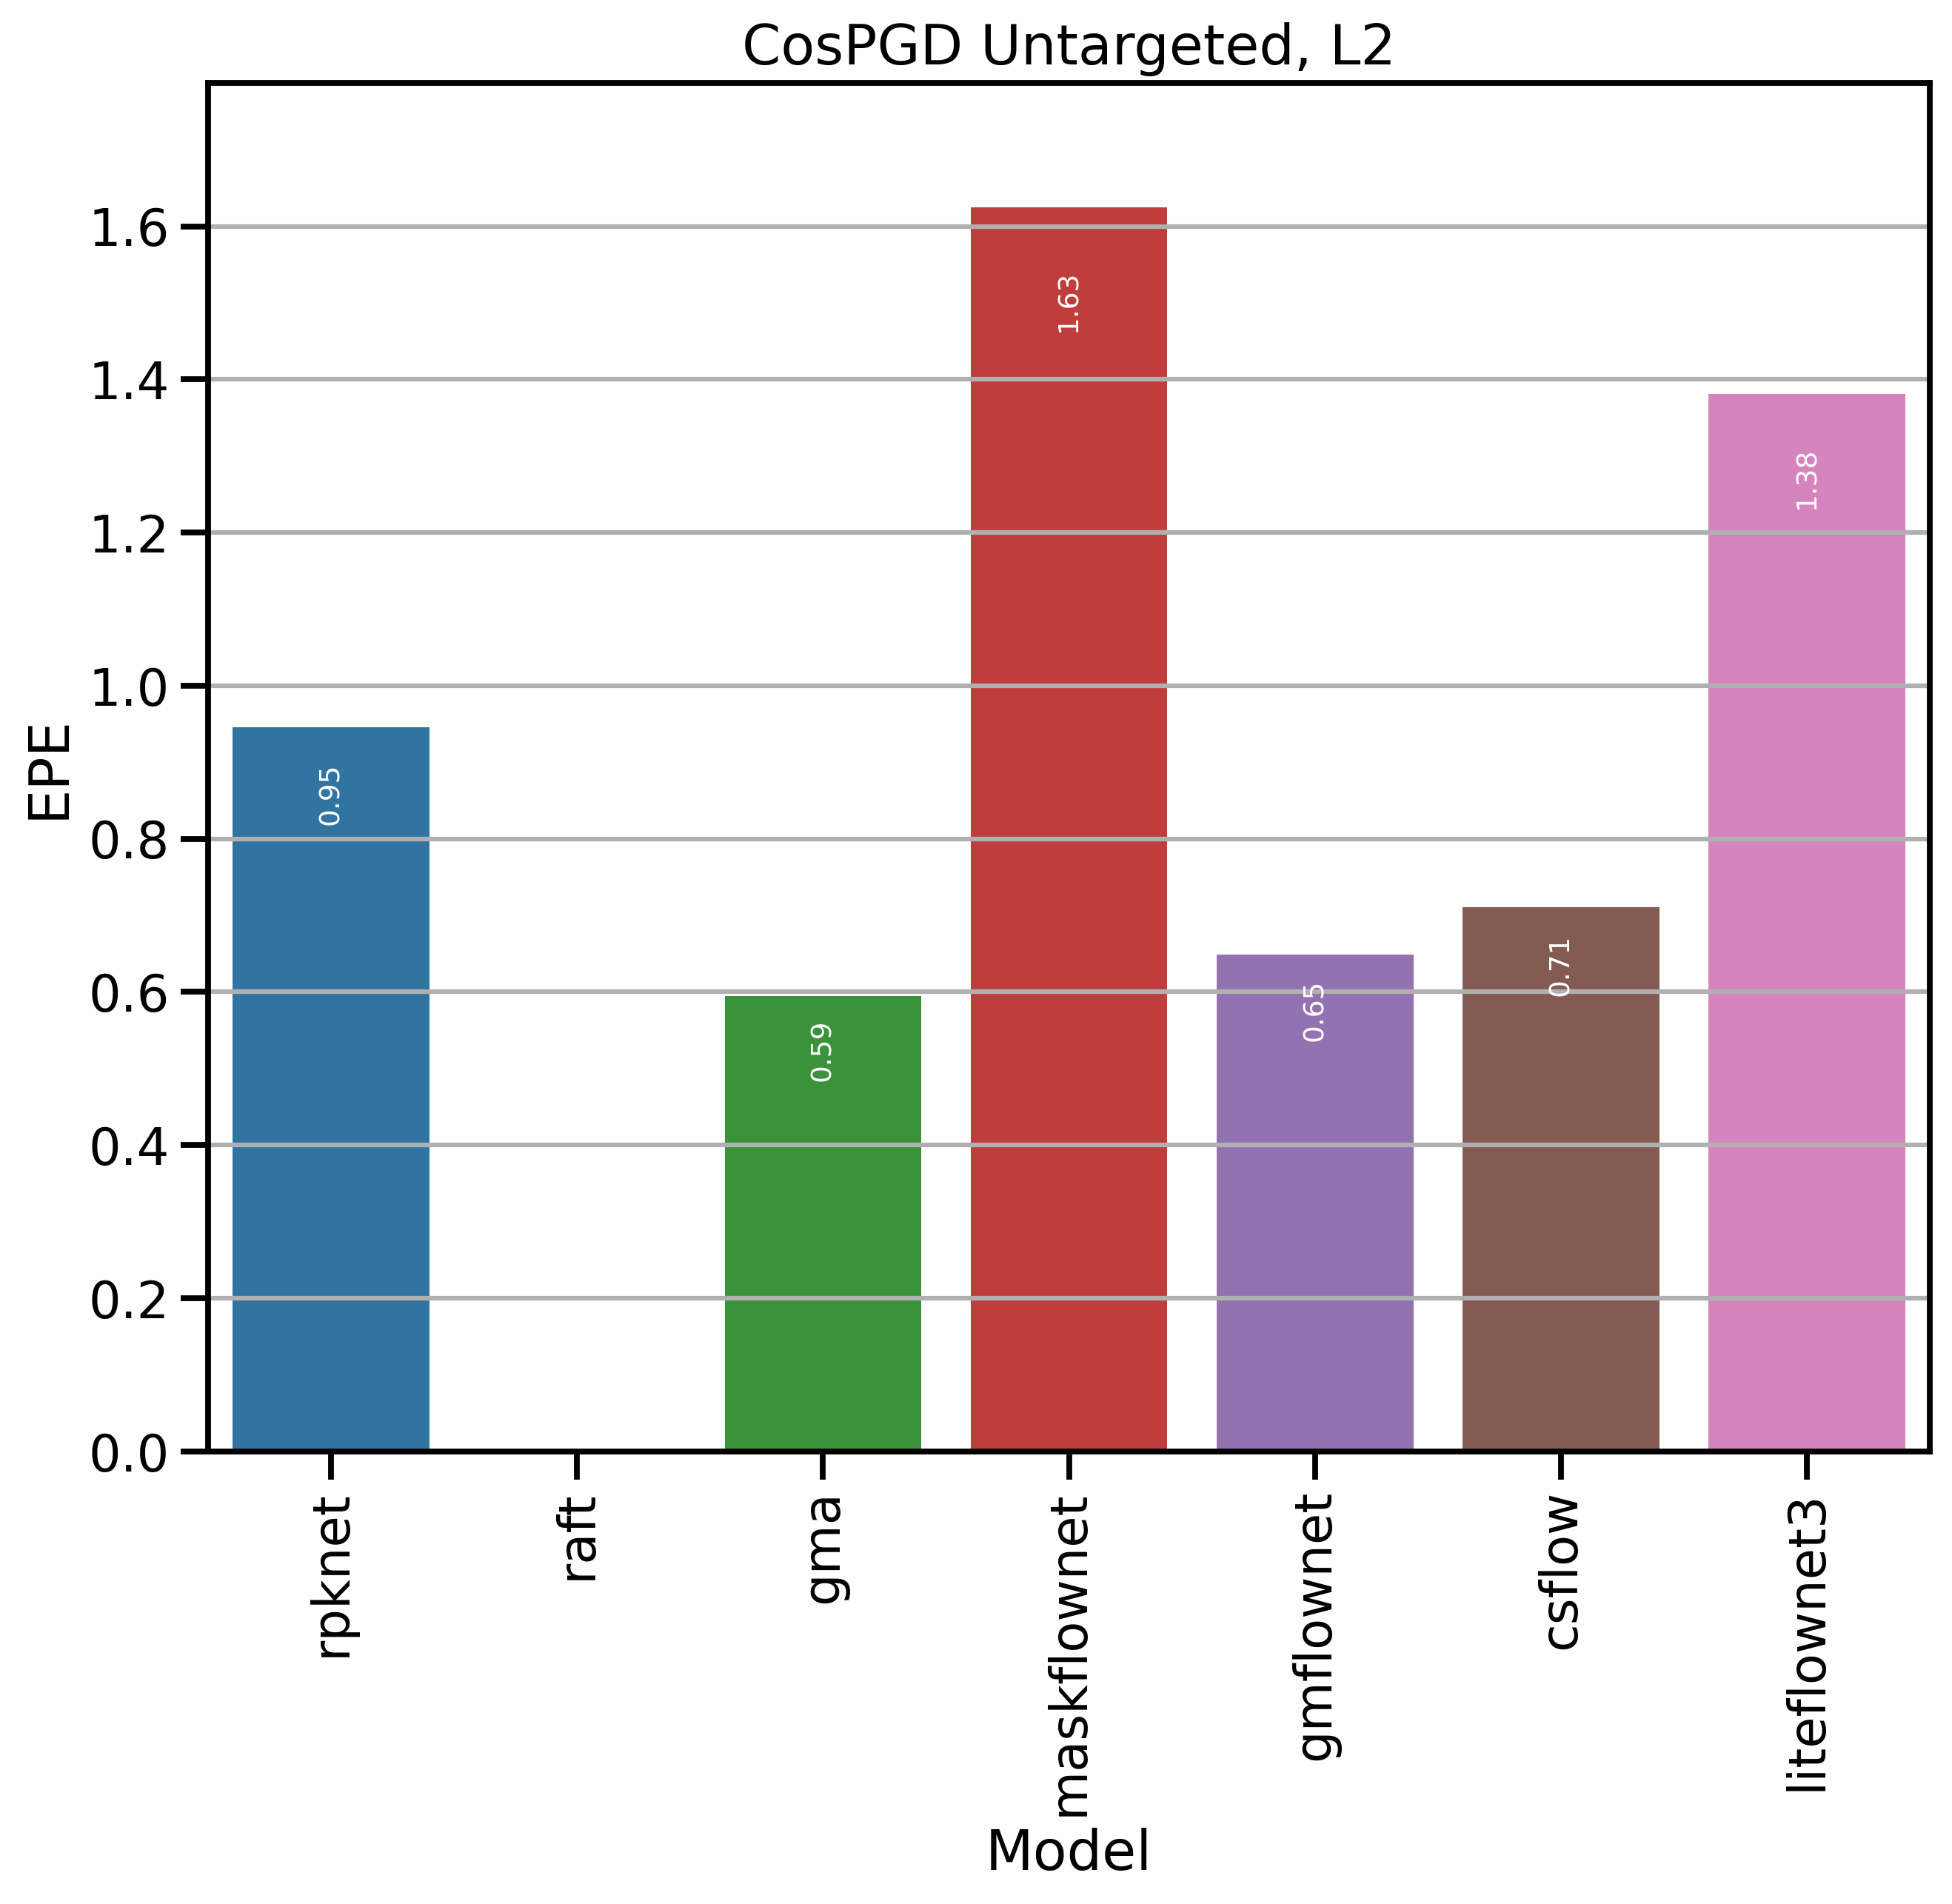 CosPGD Untargeted, L2
EPE
1.6
1.4
1.2
1.0
0.8
0.6
0.4
0.2
0.0
0.95
0.59
1.63
0.65
0.71
1.38
rpknet
raft
gma
maskflownet
gmflownet
csflow
liteflownet3
Model